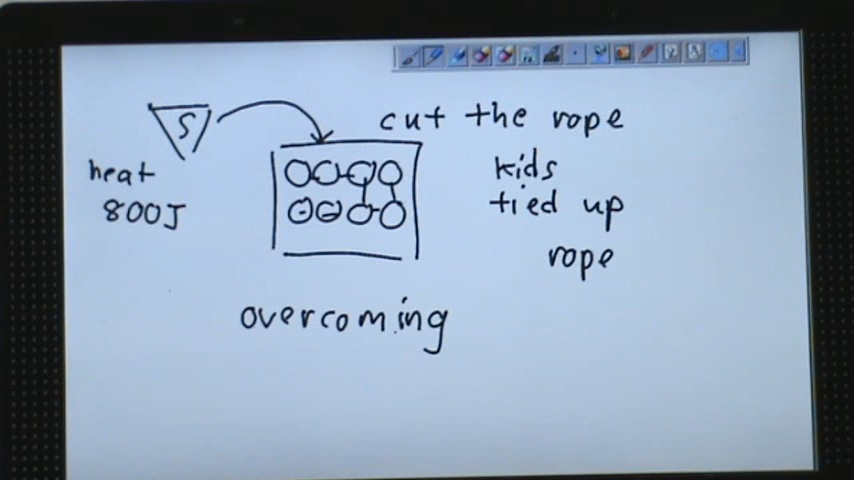 S
cut the rope
heat
800J
kids
tied up
rope
overcoming